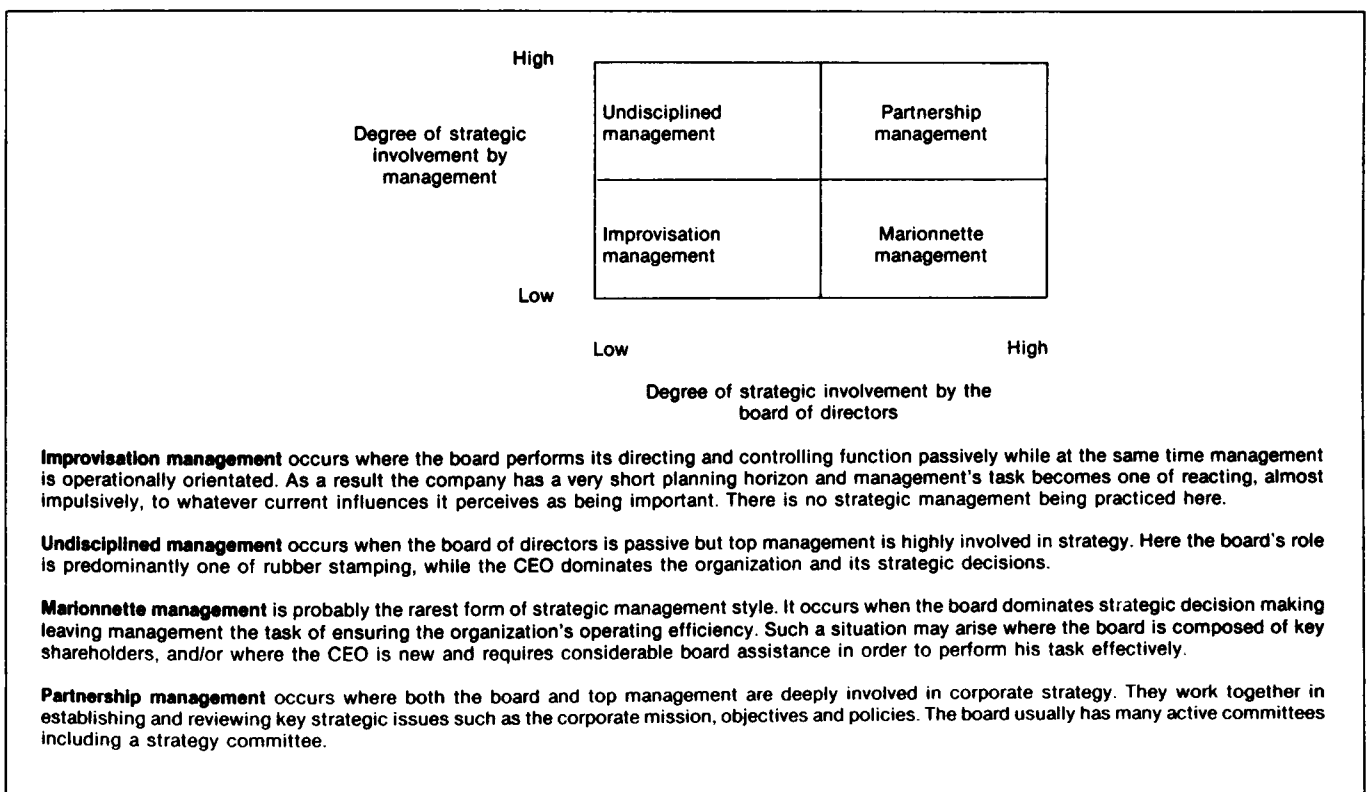 High
Undisciplined
management
Partnership
management
Degree of strategic
involvement by
management
Improvisation
management
Marionnette
management
Low
Low
High
Degree of strategic involvement by the
board of directors
Improvisation management occurs where the board performs its directing and controlling function passively while at the same time management
is operationally orientated. As a result the company has a very short planning horizon and management's task becomes one of reacting, almost
impulsively, to whatever current influences it perceives as being important. There is no strategic management being practiced here.
Undisciplined management occurs when the board of directors is passive but top management is highly involved in strategy. Here the board's role
is predominantly one of rubber stamping, while the CEO dominates the organization and its strategic decisions.
Marionnette management is probably the rarest form of strategic management style. It occurs when the board dominates strategic decision making
leaving management the task of ensuring the organization's operating efficiency. Such a situation may arise where the board is composed of key
shareholders, and/or where the CEO is new and requires considerable board assistance in order to perform his task effectively.
Partnership management occurs where both the board and top management are deeply involved in corporate strategy. They work together in
establishing and reviewing key strategic issues such as the corporate mission, objectives and policies. The board usually has many active committees
including a strategy committee.